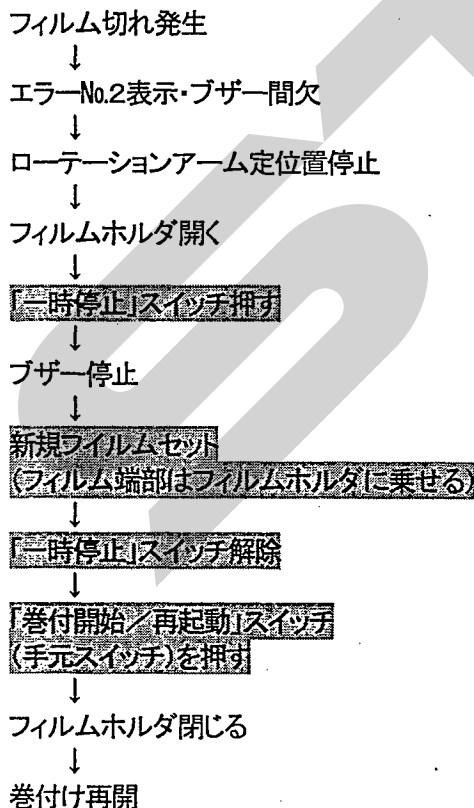 フィルム切れ発生
↓
エラーNo.2表示・ブザー間欠
↓
ローテーションアーム定位置停止
↓
フィルムホルダ開く
↓
「一時停止」スイッチ押す
↓
ブザー停止
↓
新規フイルムセット
(フィルム端部はフィルムホルダに乗せる)
↓
「一時停止」スイッチ解除
↓
「巻付開始／再起動」スイッチ
(手元スイッチ)を押す
↓
フィルムホルダ閉じる
↓
巻付け再開